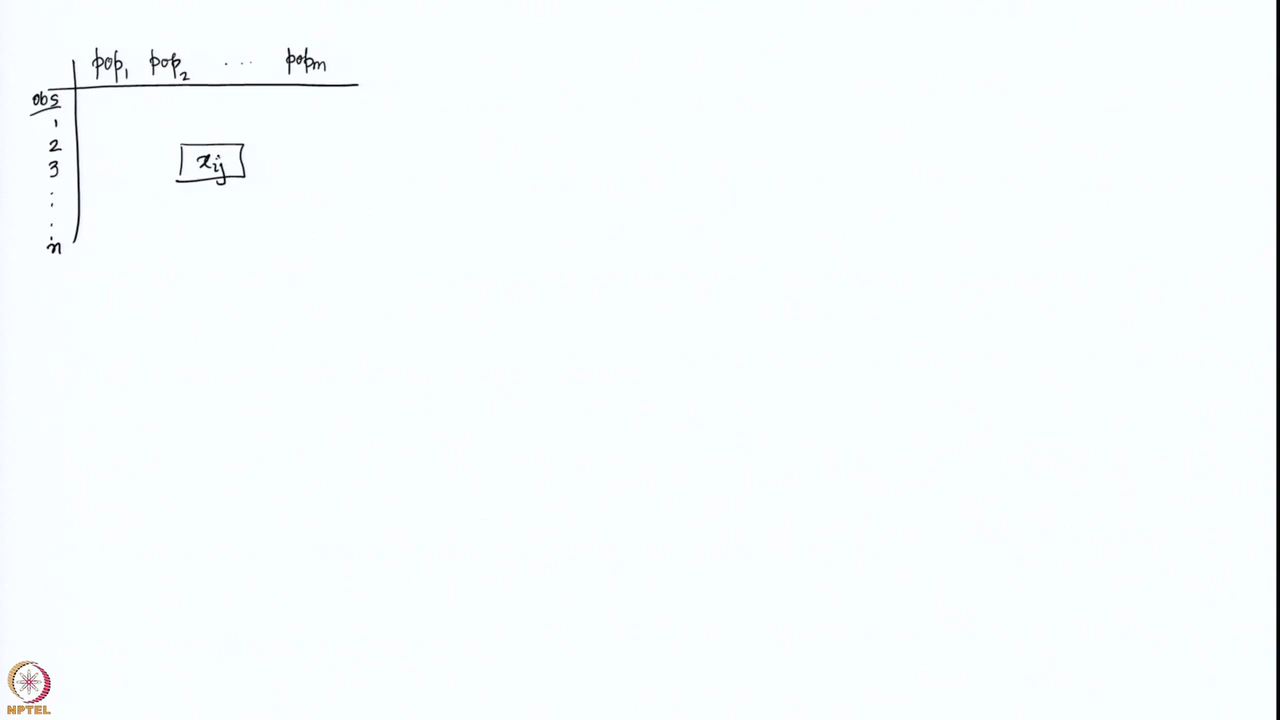 pop₁ pop₂ ... popₘ
obs
1
2
xᵢⱼ
3
:
.
n
NPTEL